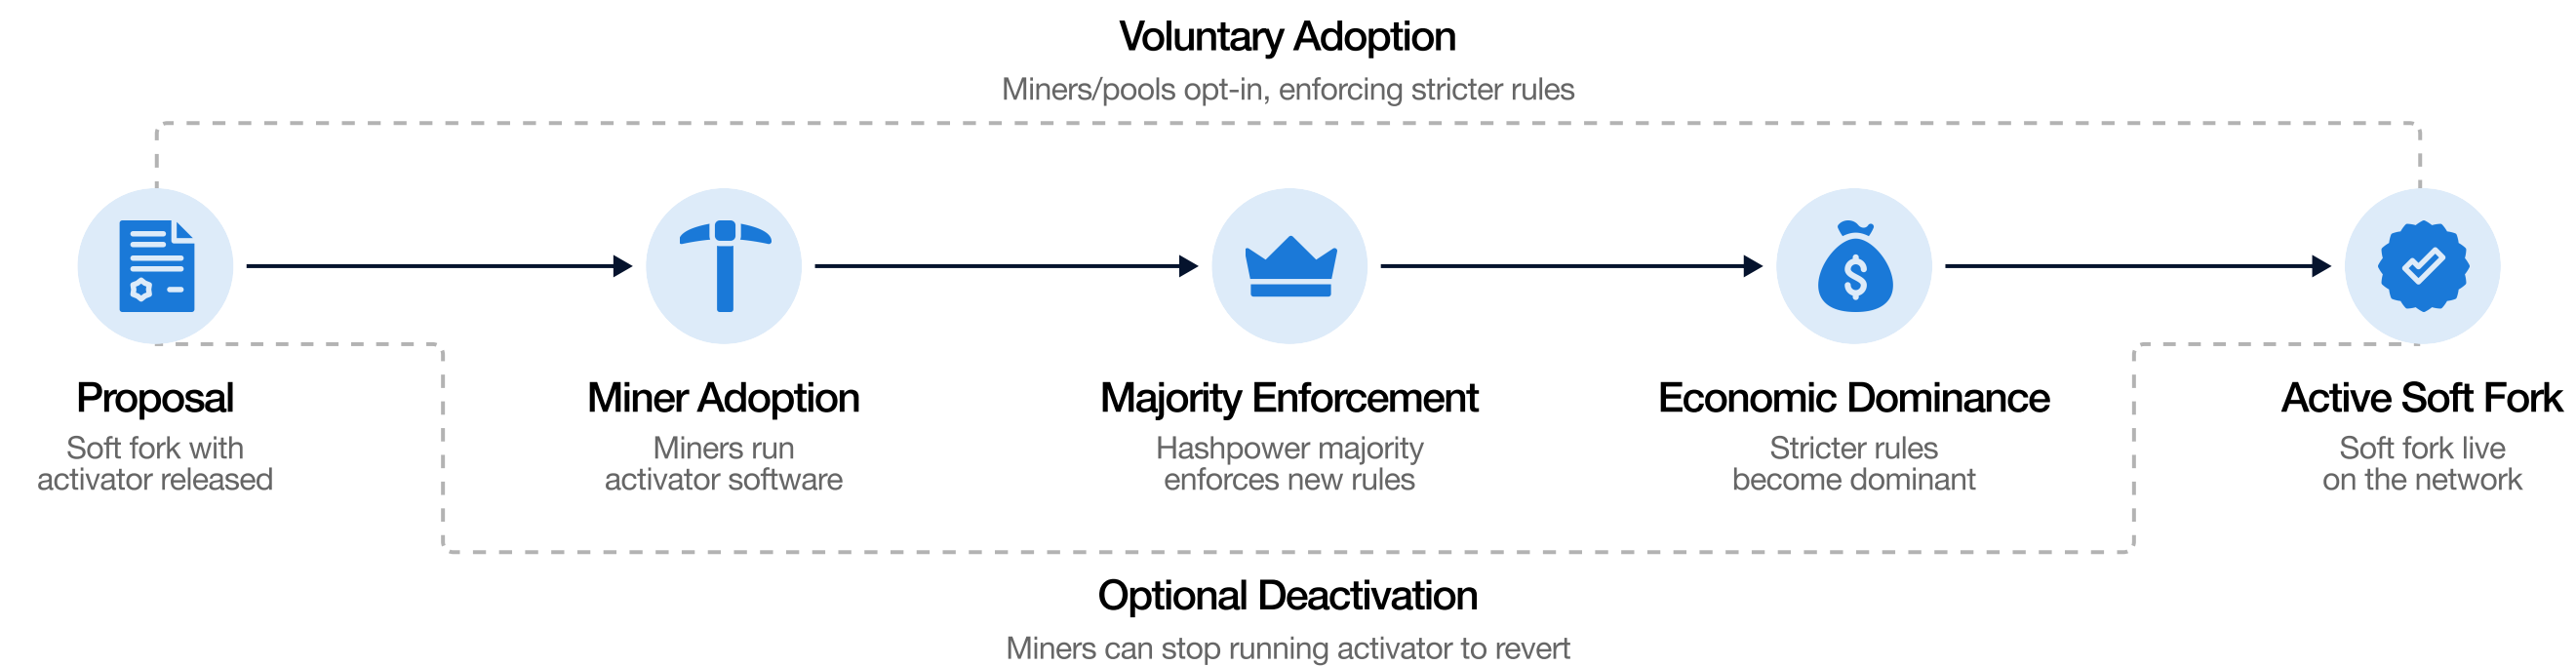 Voluntary Adoption
Miners/pools opt-in, enforcing stricter rules
Proposal
Soft fork with
activator released
Miner Adoption
Miners run
activator software
Majority Enforcement
Hashpower majority
enforces new rules
Economic Dominance
Stricter rules
become dominant
Active Soft Fork
Soft fork live
on the network
Optional Deactivation
Miners can stop running activator to revert